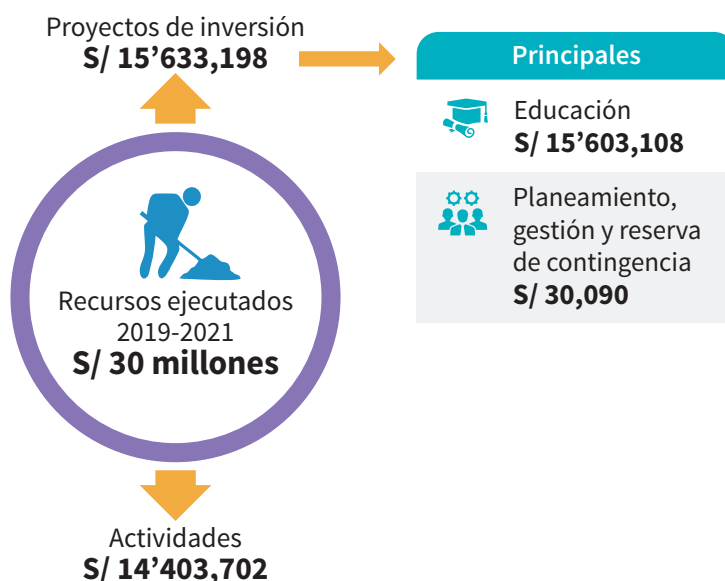 Proyectos de inversión
S/ 15’633,198
Principales
Educación
S/ 15’603,108
Planeamiento,
gestión y reserva
de contingencia
S/ 30,090
Recursos ejecutados
2019-2021
S/ 30 millones
Actividades
S/ 14’403,702